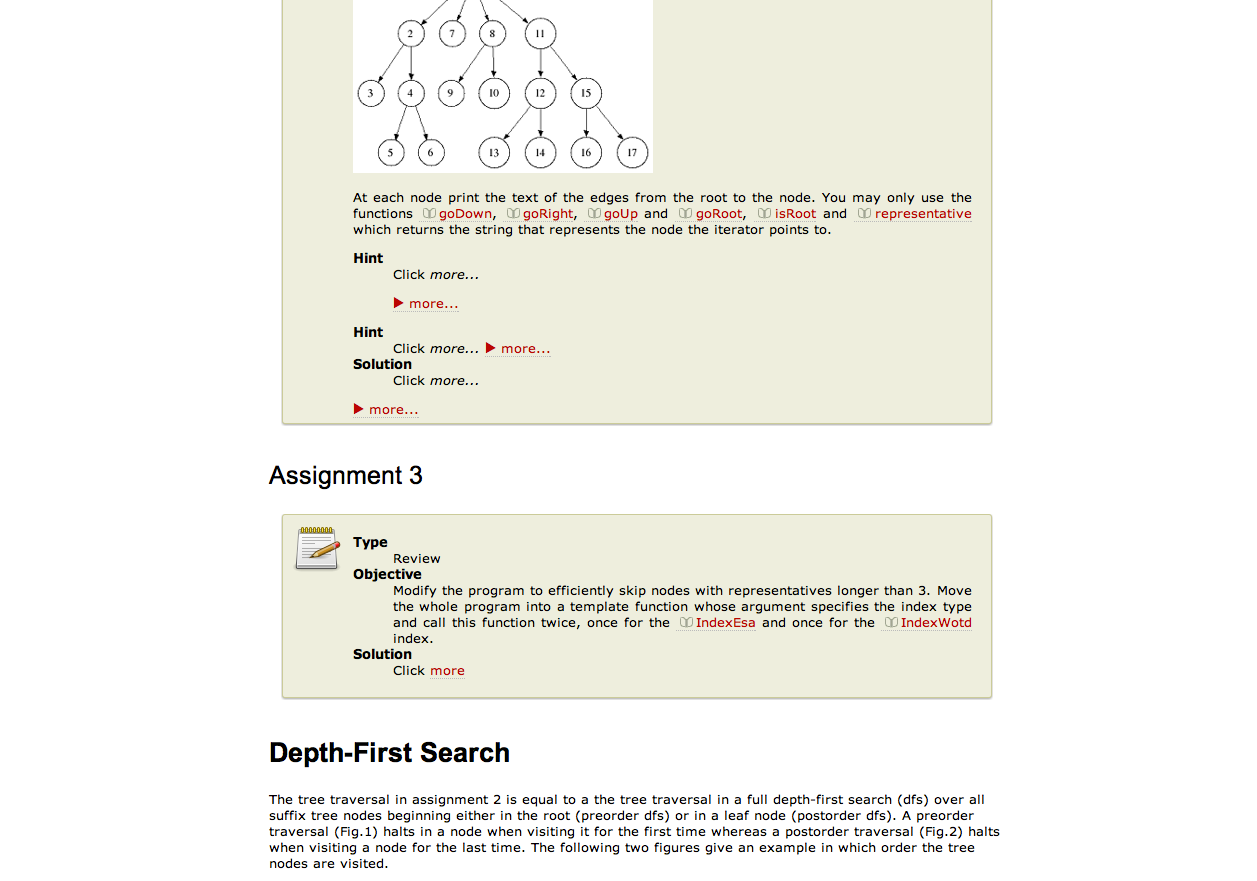 2 7 8 11
3 4 9 10 12 15
5 6 13 14 16 17
At each node print the text of the edges from the root to the node. You may only use the
functions goDown, goRight, goUp and goRoot, isRoot and representative
which returns the string that represents the node the iterator points to.
Hint
Click more...
more...
Hint
Click more... more...
Solution
Click more...
more...
Assignment 3
Type
Review
Objective
Modify the program to efficiently skip nodes with representatives longer than 3. Move
the whole program into a template function whose argument specifies the index type
and call this function twice, once for the IndexEsa and once for the IndexWotd
index.
Solution
Click more
Depth-First Search
The tree traversal in assignment 2 is equal to a the tree traversal in a full depth-first search (dfs) over all
suffix tree nodes beginning either in the root (preorder dfs) or in a leaf node (postorder dfs). A preorder
traversal (Fig.1) halts in a node when visiting it for the first time whereas a postorder traversal (Fig.2) halts
when visiting a node for the last time. The following two figures give an example in which order the tree
nodes are visited.